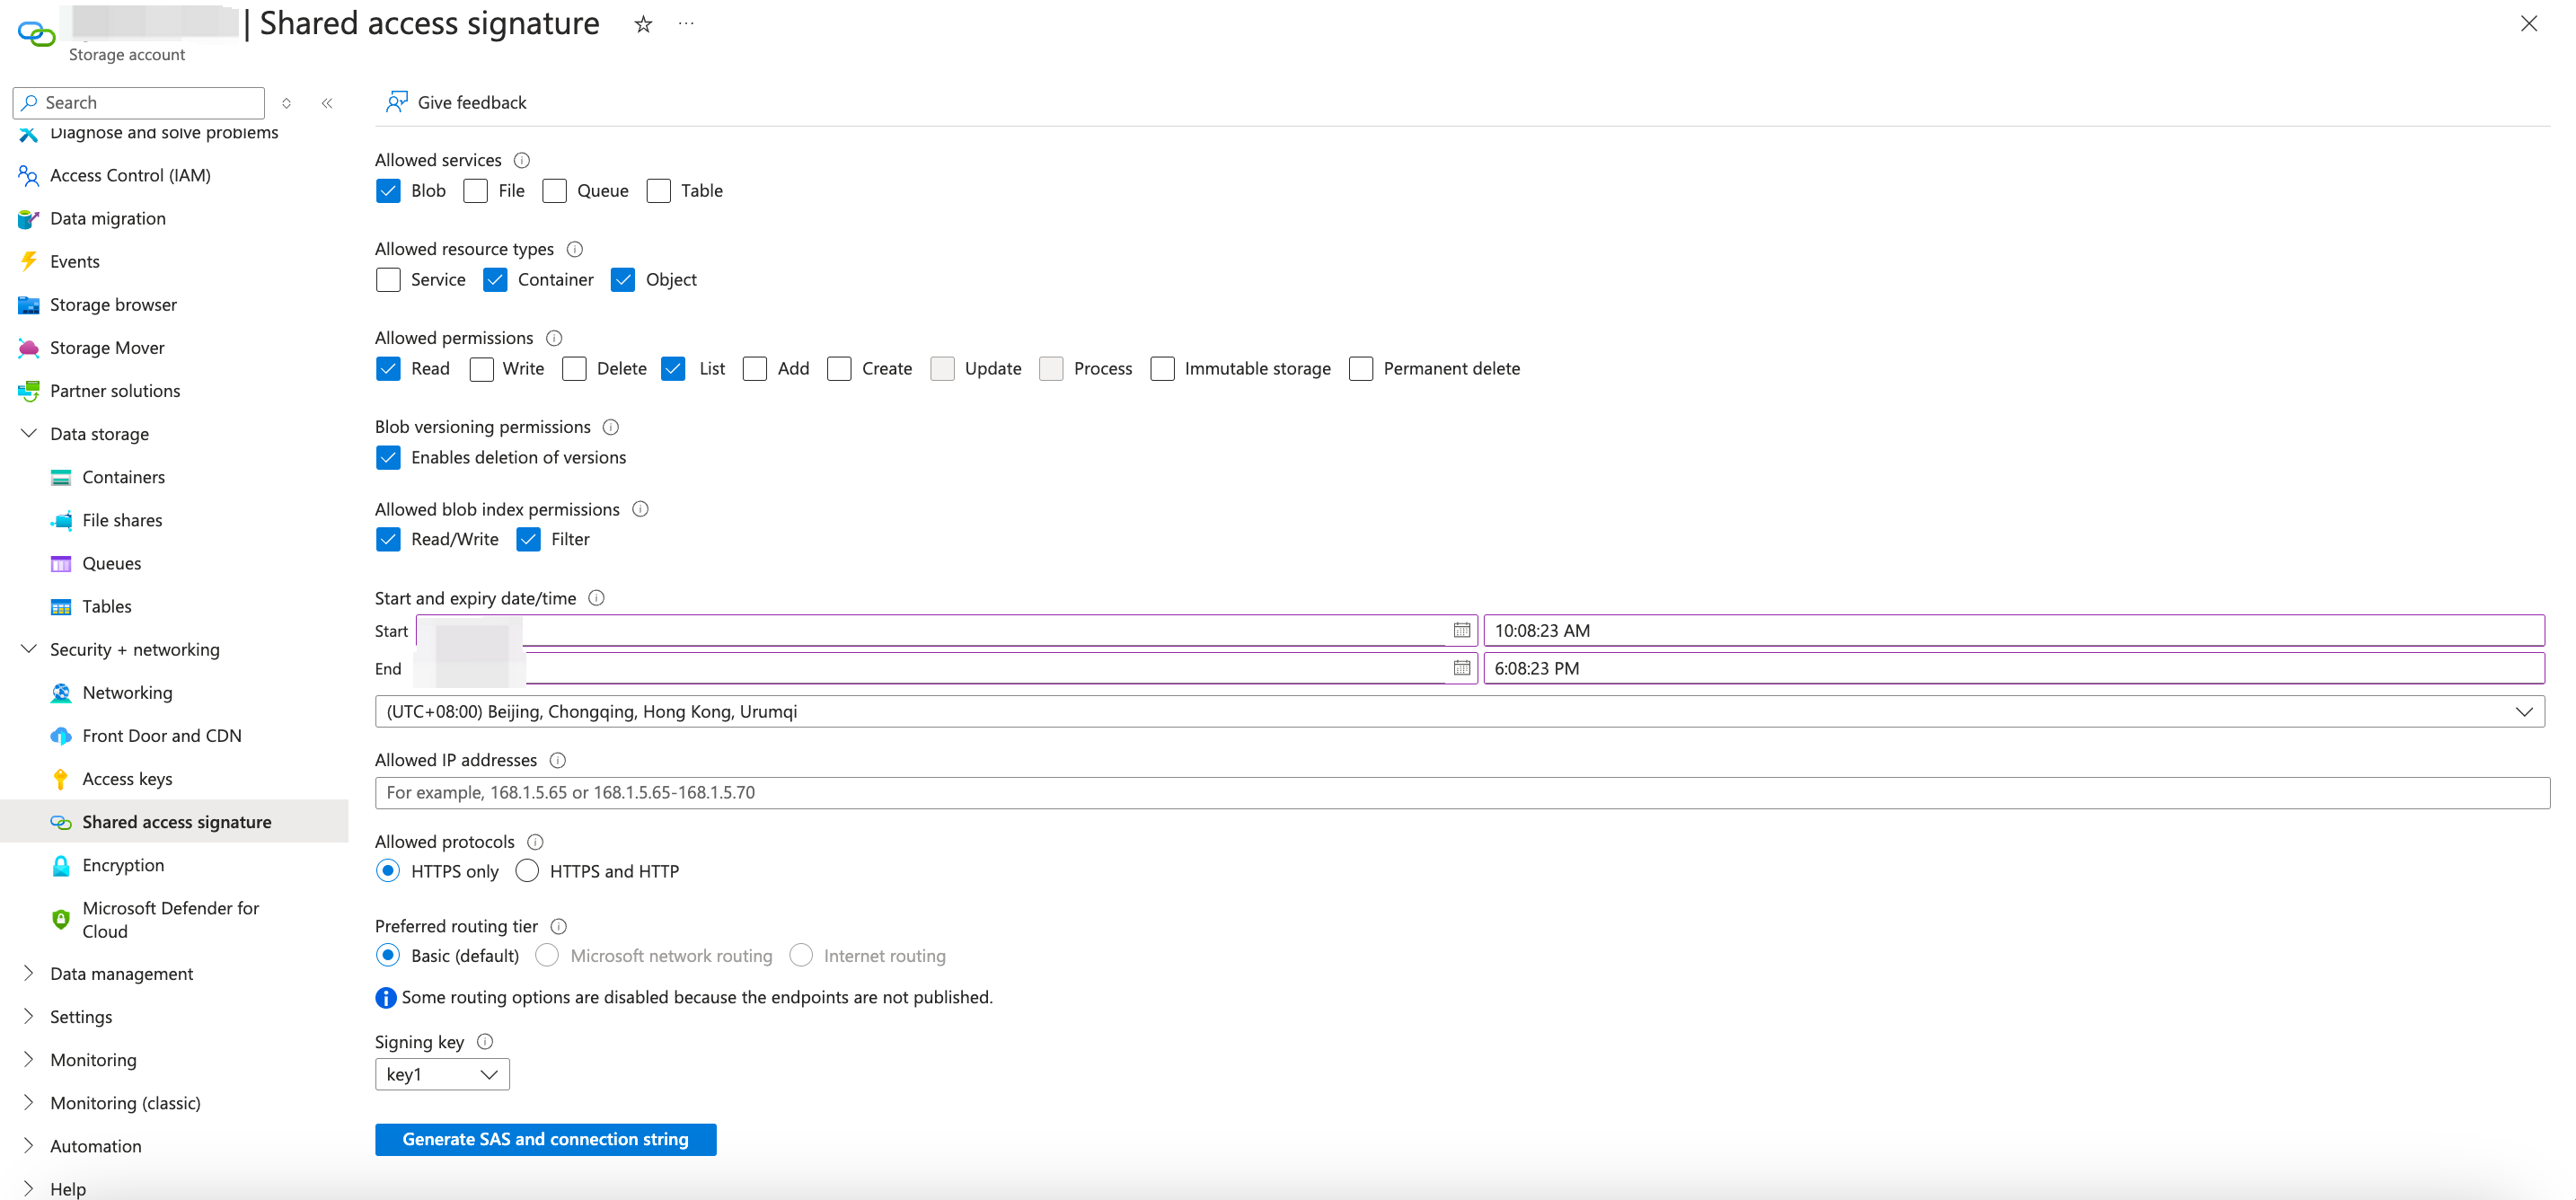 | Shared access signature
Storage account
Search
Diagnose and solve problems
Access Control (IAM)
Data migration
Events
Storage browser
Storage Mover
Partner solutions
Data storage
Containers
File shares
Queues
Tables
Security + networking
Networking
Front Door and CDN
Access keys
Shared access signature
Encryption
Microsoft Defender for
Cloud
Data management
Settings
Monitoring
Monitoring (classic)
Automation
Help
Give feedback
Allowed services
Blob File Queue Table
Allowed resource types
Service Container Object
Allowed permissions
Read Write Delete List Add Create Update Process Immutable storage Permanent delete
Blob versioning permissions
Enables deletion of versions
Allowed blob index permissions
Read/Write Filter
Start and expiry date/time
Start 10:08:23 AM
End 6:08:23 PM
(UTC+08:00) Beijing, Chongqing, Hong Kong, Urumqi
Allowed IP addresses
For example, 168.1.5.65 or 168.1.5.65-168.1.5.70
Allowed protocols
HTTPS only HTTPS and HTTP
Preferred routing tier
Basic (default) Microsoft network routing Internet routing
Some routing options are disabled because the endpoints are not published.
Signing key
key1
Generate SAS and connection string